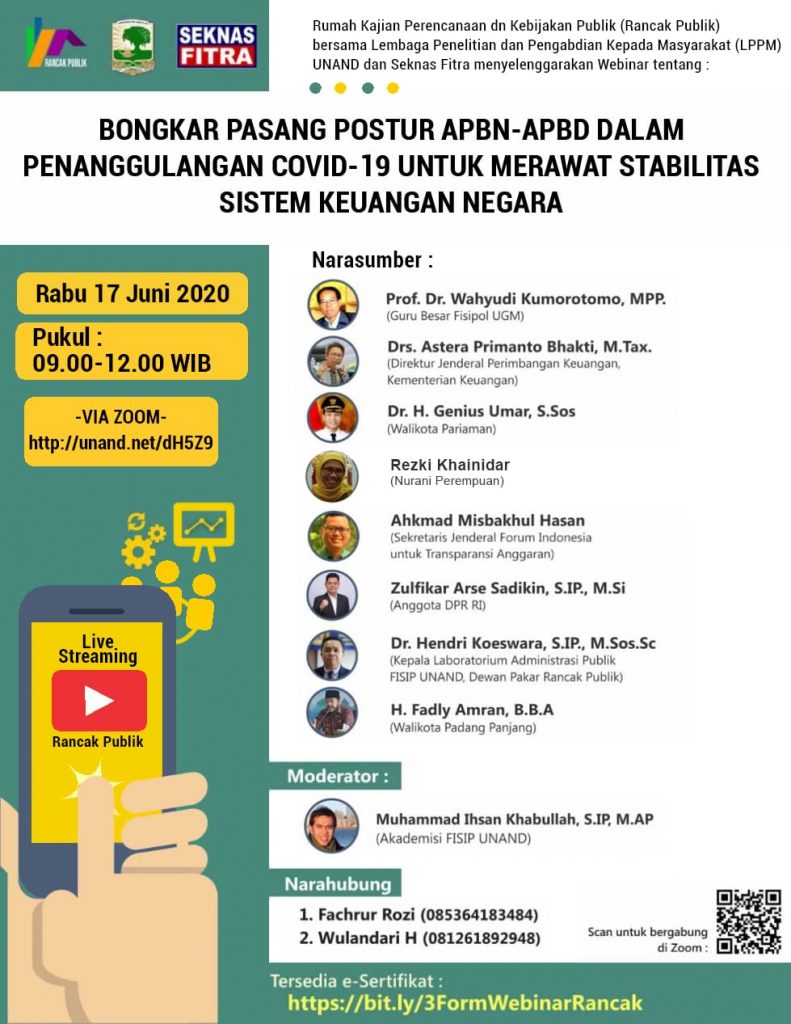 RANCAK PUBLIK
SEKNAS
FITRA
Rumah Kajian Perencanaan dn Kebijakan Publik (Rancak Publik)
bersama Lembaga Penelitian dan Pengabdian Kepada Masyarakat (LPPM)
UNAND dan Seknas Fitra menyelenggarakan Webinar tentang :
BONGKAR PASANG POSTUR APBN-APBD DALAM
PENANGGULANGAN COVID-19 UNTUK MERAWAT STABILITAS
SISTEM KEUANGAN NEGARA
Rabu 17 Juni 2020
Pukul :
09.00-12.00 WIB
-VIA ZOOM-
http://unand.net/dH5Z9
Live
Streaming
Rancak Publik
Narasumber :
Prof. Dr. Wahyudi Kumorotomo, MPP.
(Guru Besar Fisipol UGM)
Drs. Astera Primanto Bhakti, M.Tax.
(Direktur Jenderal Perimbangan Keuangan,
Kementerian Keuangan)
Dr. H. Genius Umar, S.Sos
(Walikota Pariaman)
Rezki Khainidar
(Nurani Perempuan)
Ahkmad Misbakhul Hasan
(Sekretaris Jenderal Forum Indonesia
untuk Transparansi Anggaran)
Zulfikar Arse Sadikin, S.IP., M.Si
(Anggota DPR RI)
Dr. Hendri Koeswara, S.IP., M.Sos.Sc
(Kepala Laboratorium Administrasi Publik
FISIP UNAND, Dewan Pakar Rancak Publik)
H. Fadly Amran, B.B.A
(Walikota Padang Panjang)
Moderator :
Muhammad Ihsan Khabullah, S.IP, M.AP
(Akademisi FISIP UNAND)
Narahubung
1. Fachrur Rozi (085364183484)
2. Wulandari H (081261892948)
Scan untuk bergabung
di Zoom :
Tersedia e-Sertifikat :
https://bit.ly/3FormWebinarRancak